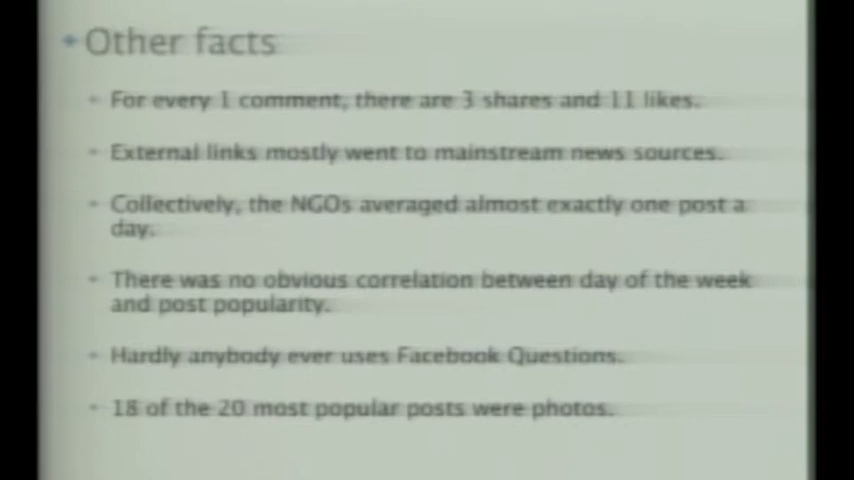 Other facts
For every 1 comment, there are 3 shares and 11 likes.
External links mostly went to mainstream news sources.
Collectively, the NGOs averaged almost exactly one post a
day.
There was no obvious correlation between day of the week
and post popularity.
Hardly anybody ever uses Facebook Questions.
18 of the 20 most popular posts were photos.